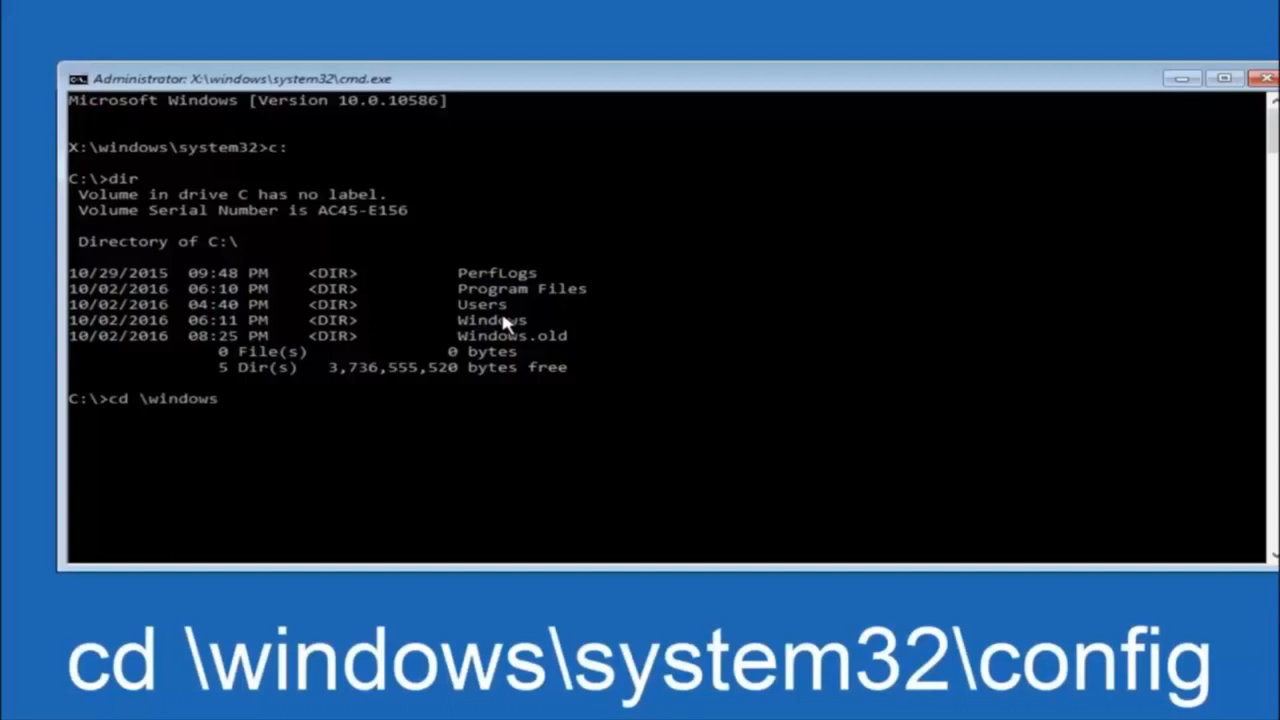 Administrator: X:\windows\system32\cmd.exe
Microsoft Windows [Version 10.0.10586]
X:\windows\system32>c:
C:\>dir
Volume in drive C has no label.
Volume Serial Number is AC45-E156
Directory of C:\
10/29/2015 09:48 PM <DIR> PerfLogs
10/02/2016 06:10 PM <DIR> Program Files
10/02/2016 04:40 PM <DIR> Users
10/02/2016 06:11 PM <DIR> Windows
10/02/2016 08:25 PM <DIR> Windows.old
0 File(s) 0 bytes
5 Dir(s) 3,736,555,520 bytes free
C:\>cd \windows
cd \windows\system32\config